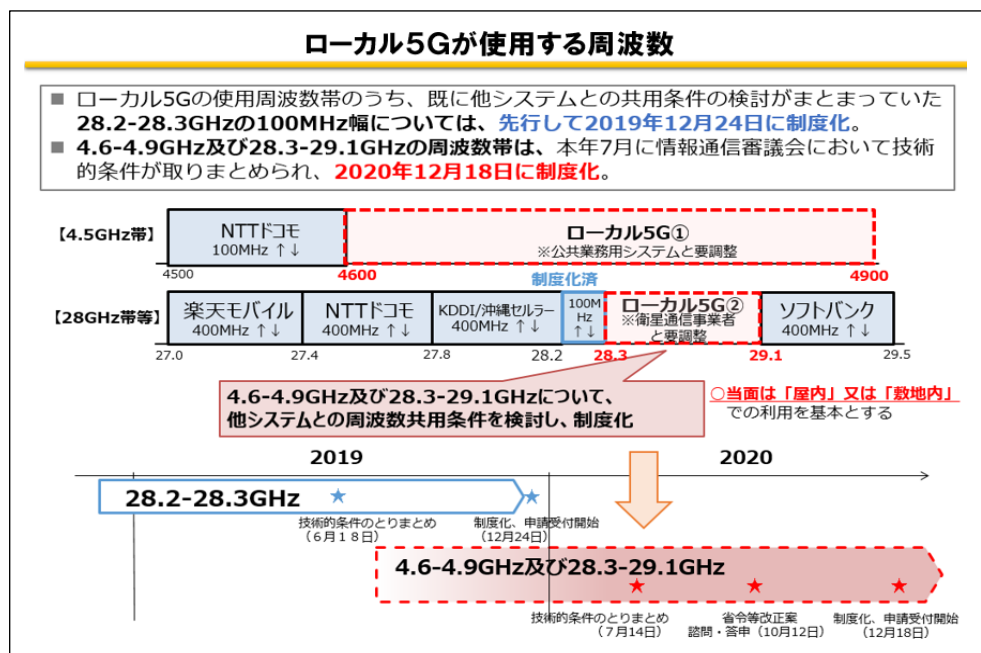 ローカル5Gが使用する周波数
■ ローカル5Gの使用周波数帯のうち、既に他システムとの共用条件の検討がまとまっていた
28.2-28.3GHzの100MHz幅については、先行して2019年12月24日に制度化。
■ 4.6-4.9GHz及び28.3-29.1GHzの周波数帯は、本年7月に情報通信審議会において技術
的条件が取りまとめられ、2020年12月18日に制度化。
【4.5GHz帯】
NTTドコモ
100MHz ↑↓
ローカル5G①
※公共業務用システムと要調整
4500
4600
4900
制度化済
【28GHz帯等】
楽天モバイル
400MHz ↑↓
NTTドコモ
400MHz ↑↓
KDDI/沖縄セルラー
400MHz ↑↓
100M
Hz
↑↓
ローカル5G②
※衛星通信事業者
と要調整
ソフトバンク
400MHz ↑↓
27.0
27.4
27.8
28.2
28.3
29.1
29.5
4.6-4.9GHz及び28.3-29.1GHzについて、
他システムとの周波数共用条件を検討し、制度化
○当面は「屋内」又は「敷地内」
での利用を基本とする
2019
2020
28.2-28.3GHz
技術的条件のとりまとめ
（6月18日）
制度化、申請受付開始
（12月24日）
4.6-4.9GHz及び28.3-29.1GHz
技術的条件のとりまとめ
（7月14日）
省令等改正案
諮問・答申（10月12日）
制度化、申請受付開始
（12月18日）